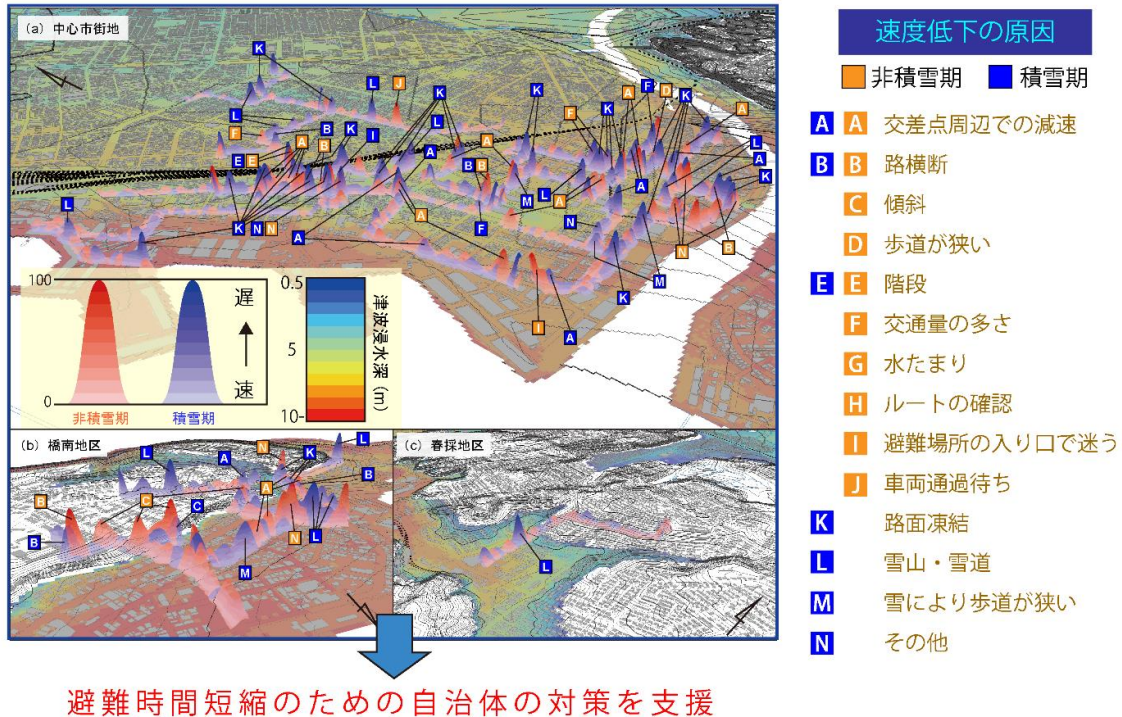 (a) 中心市街地
K
L
J
K
K
F
D
K
A
A
F
K
L
F
A
B
B
K
I
L
A
A
L
A
K
E
E
B
B
A
M
L
A
A
N
L
K
N
N
A
A
F
N
B
M
K
I
A
100
0
遅
速
非積雪期
積雪期
0.5
5
10
津波浸水深 (m)
(b) 橋南地区
L
A
N
K
L
B
B
C
C
A
B
M
N
L
(c) 春採地区
L
速度低下の原因
非積雪期 積雪期
A A 交差点周辺での減速
B B 路横断
C 傾斜
D 歩道が狭い
E E 階段
F 交通量の多さ
G 水たまり
H ルートの確認
I 避難場所の入り口で迷う
J 車両通過待ち
K 路面凍結
L 雪山・雪道
M 雪により歩道が狭い
N その他
避難時間短縮のための自治体の対策を支援